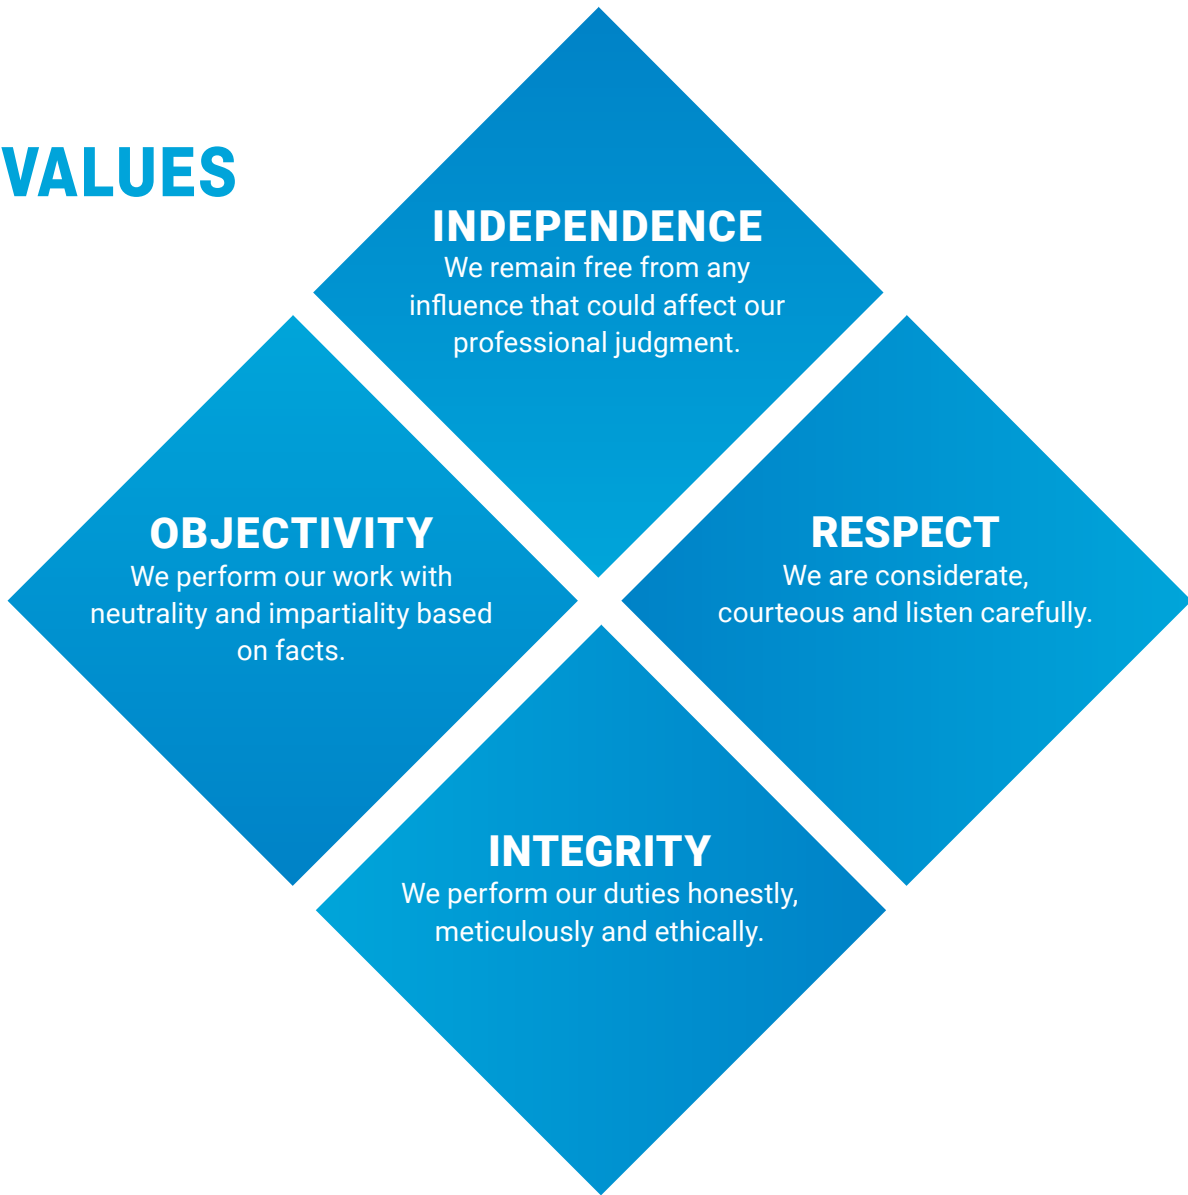 VALUES
INDEPENDENCE
We remain free from any
influence that could affect our
professional judgment.
OBJECTIVITY
We perform our work with
neutrality and impartiality based
on facts.
RESPECT
We are considerate,
courteous and listen carefully.
INTEGRITY
We perform our duties honestly,
meticulously and ethically.